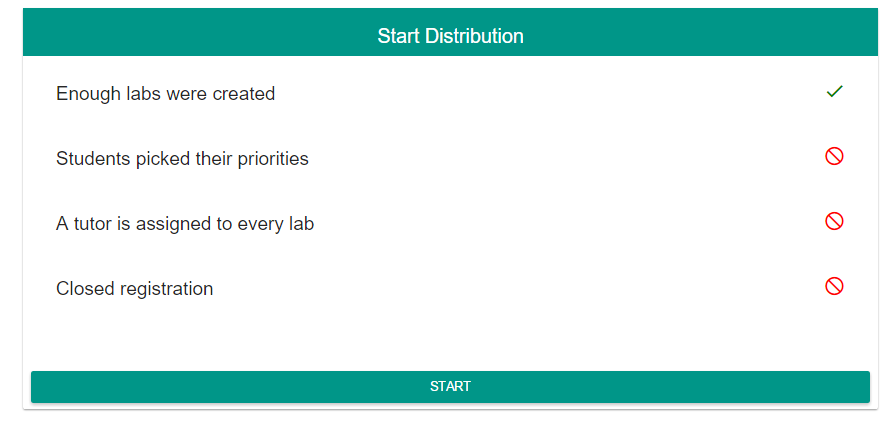 Start Distribution
Enough labs were created
Students picked their priorities
A tutor is assigned to every lab
Closed registration
START